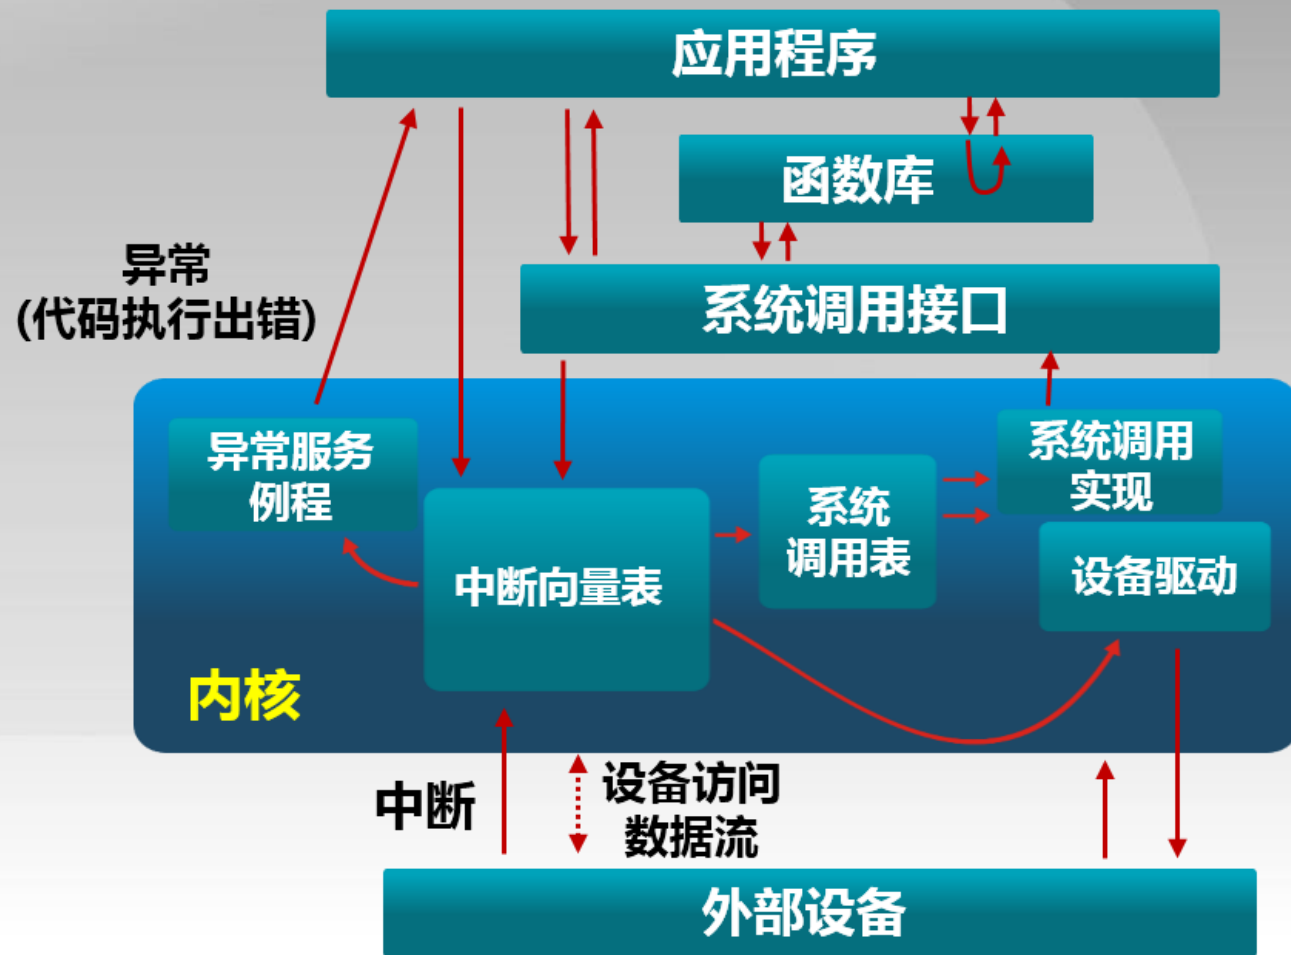 应用程序
函数库
异常
(代码执行出错)
系统调用接口
异常服务
例程
中断向量表
系统
调用表
系统调用
实现
设备驱动
内核
中断
设备访问
数据流
外部设备